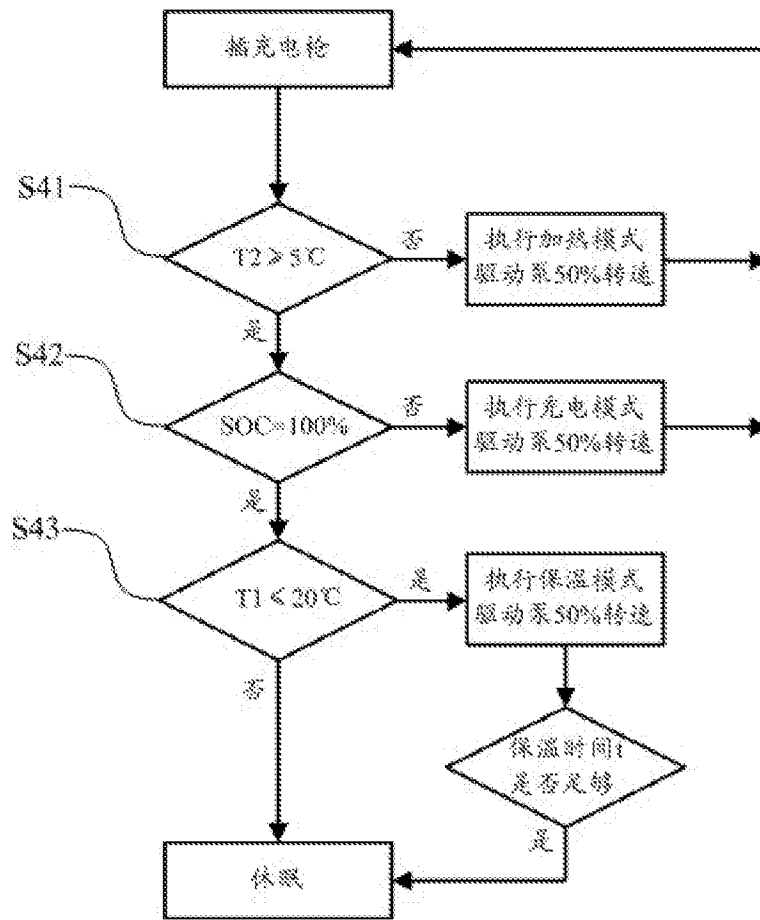 插充电枪
S41
T2≥5℃
否
执行加热模式
驱动泵50%转速
是
S42
SOC=100%
否
执行充电模式
驱动泵50%转速
是
S43
T1≤20℃
是
执行保温模式
驱动泵50%转速
否
保温时间t
是否足够
是
休眠